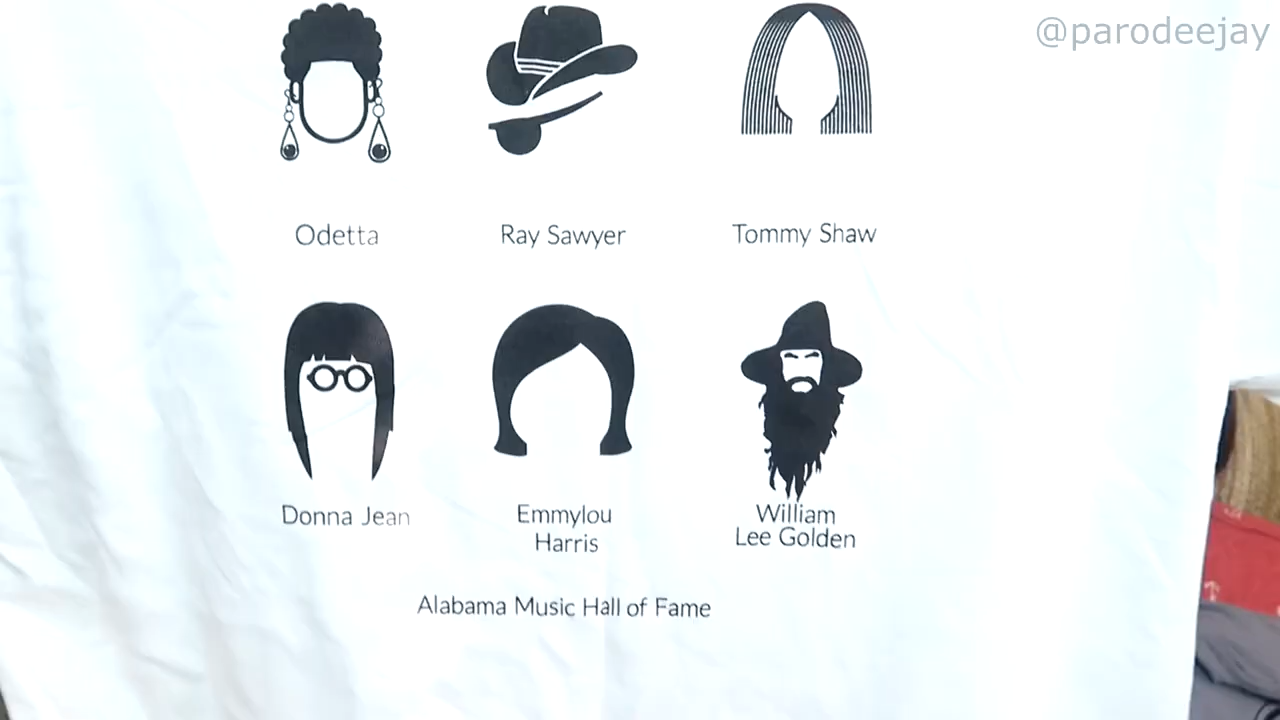 @parodeejay
Odetta
Ray Sawyer
Tommy Shaw
Donna Jean
Emmylou
Harris
William
Lee Golden
Alabama Music Hall of Fame